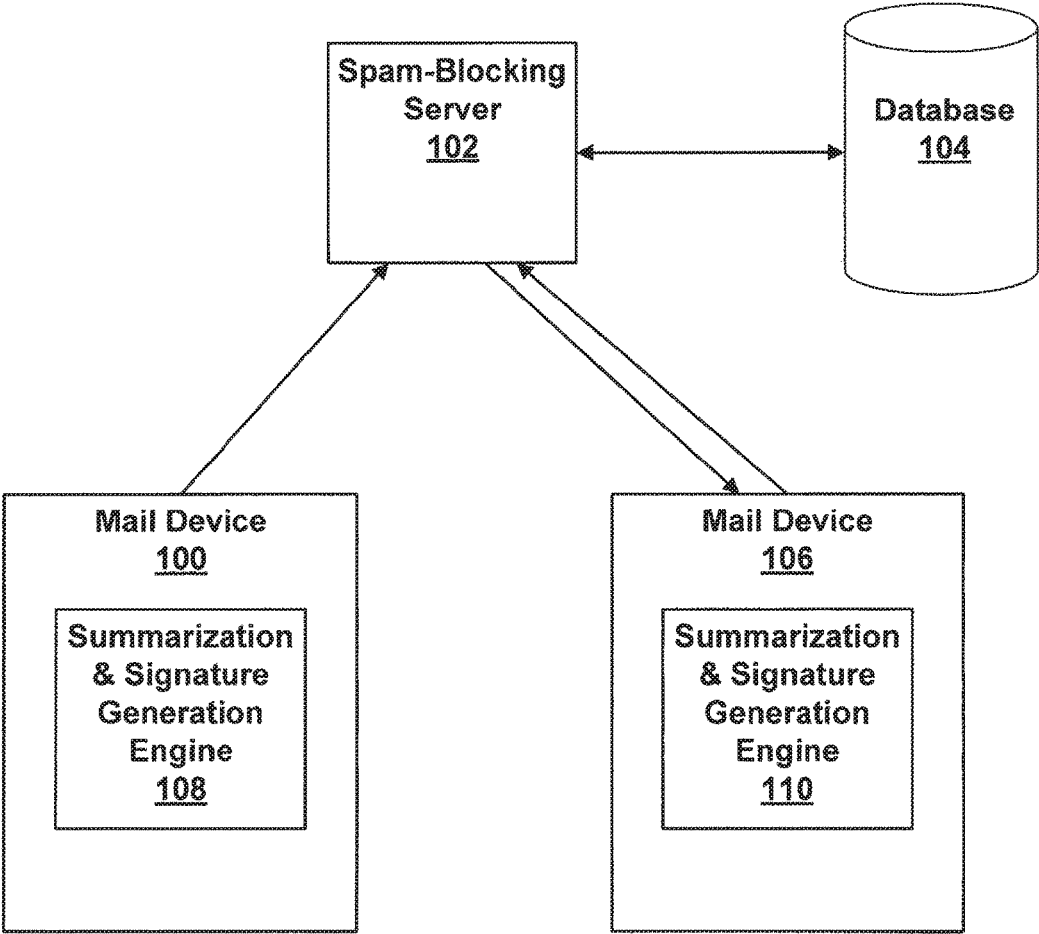 Spam-Blocking
Server
102
Database
104
Mail Device
100
Summarization
& Signature
Generation
Engine
108
Mail Device
106
Summarization
& Signature
Generation
Engine
110